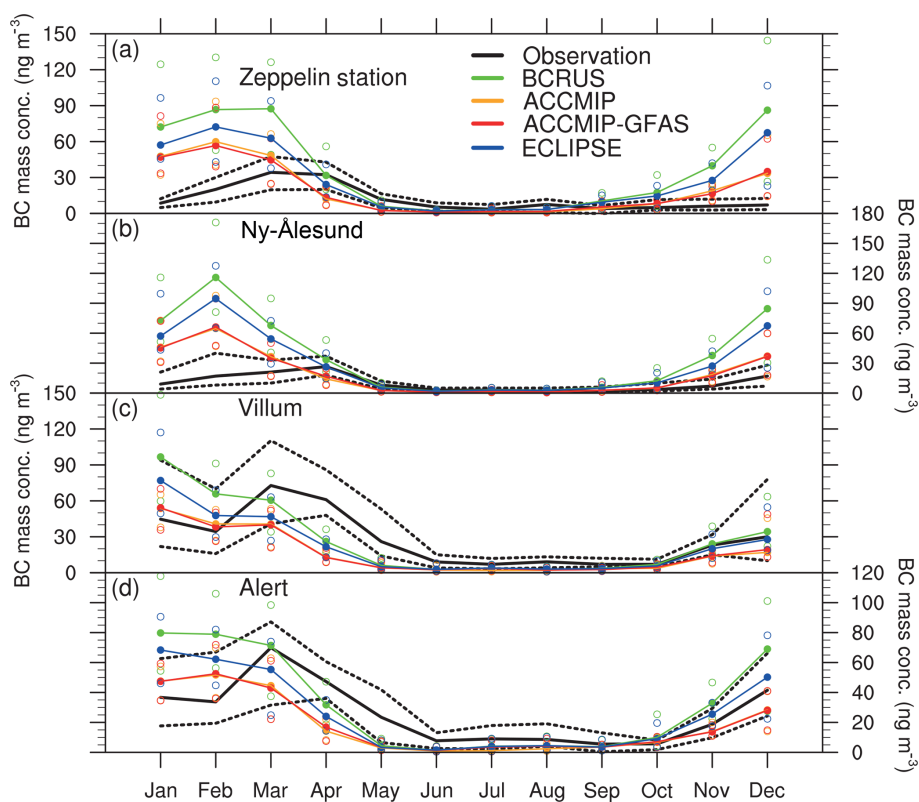 (a)
Zeppelin station
Observation
BCRUS
ACCMIP
ACCMIP-GFAS
ECLIPSE
BC mass conc. (ng m⁻³)
150
120
90
60
30
0
(b)
Ny-Ålesund
BC mass conc. (ng m⁻³)
180
150
120
90
60
30
0
(c)
Villum
BC mass conc. (ng m⁻³)
150
120
90
60
30
0
(d)
Alert
BC mass conc. (ng m⁻³)
120
100
80
60
40
20
0
Jan Feb Mar Apr May Jun Jul Aug Sep Oct Nov Dec